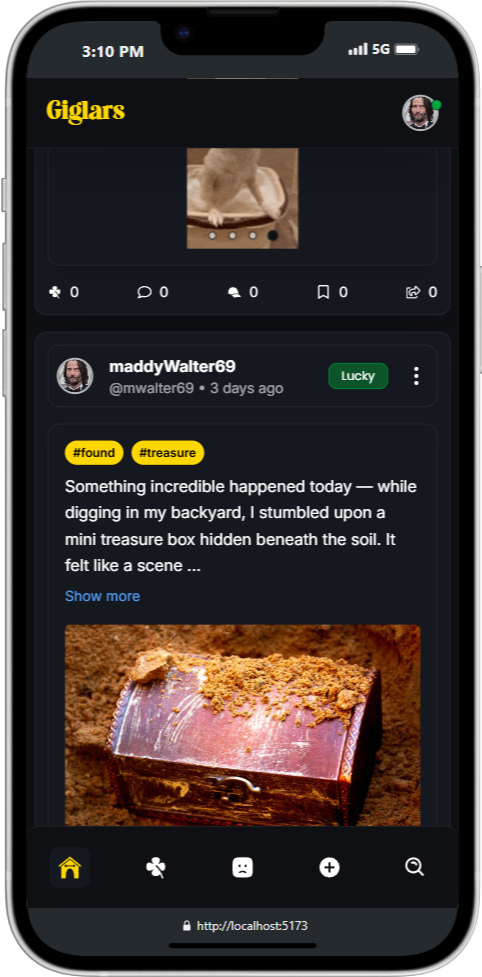 3:10 PM
5G
Giglars
0
0
0
0
0
maddyWalter69
@mwalter69 • 3 days ago
Lucky
#found
#treasure
Something incredible happened today — while
digging in my backyard, I stumbled upon a
mini treasure box hidden beneath the soil. It
felt like a scene ...
Show more
http://localhost:5173